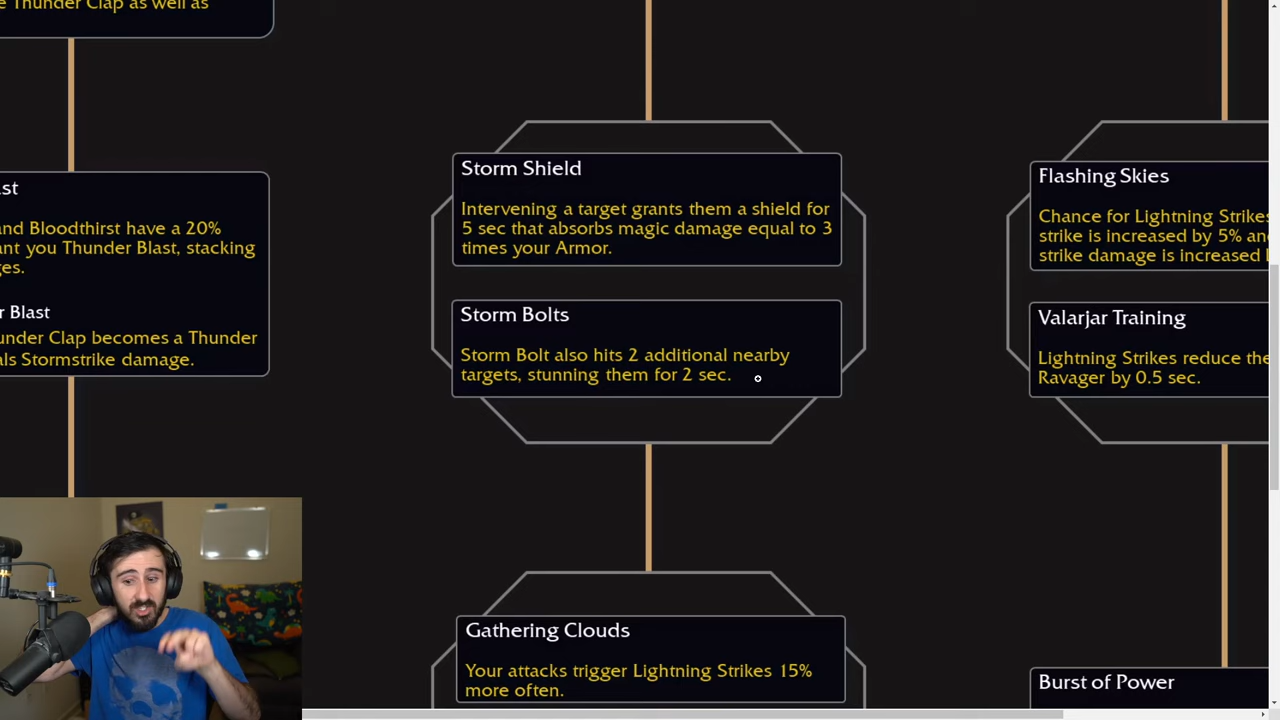 e Thunder Clap as well as
ast
and Bloodthirst have a 20%
ant you Thunder Blast, stacking
ges.
r Blast
under Clap becomes a Thunder
als Stormstrike damage.
Storm Shield
Intervening a target grants them a shield for
5 sec that absorbs magic damage equal to 3
times your Armor.
Storm Bolts
Storm Bolt also hits 2 additional nearby
targets, stunning them for 2 sec.
Gathering Clouds
Your attacks trigger Lightning Strikes 15%
more often.
Flashing Skies
Chance for Lightning Strikes
strike is increased by 5% and
strike damage is increased
Valarjar Training
Lightning Strikes reduce the
Ravager by 0.5 sec.
Burst of Power